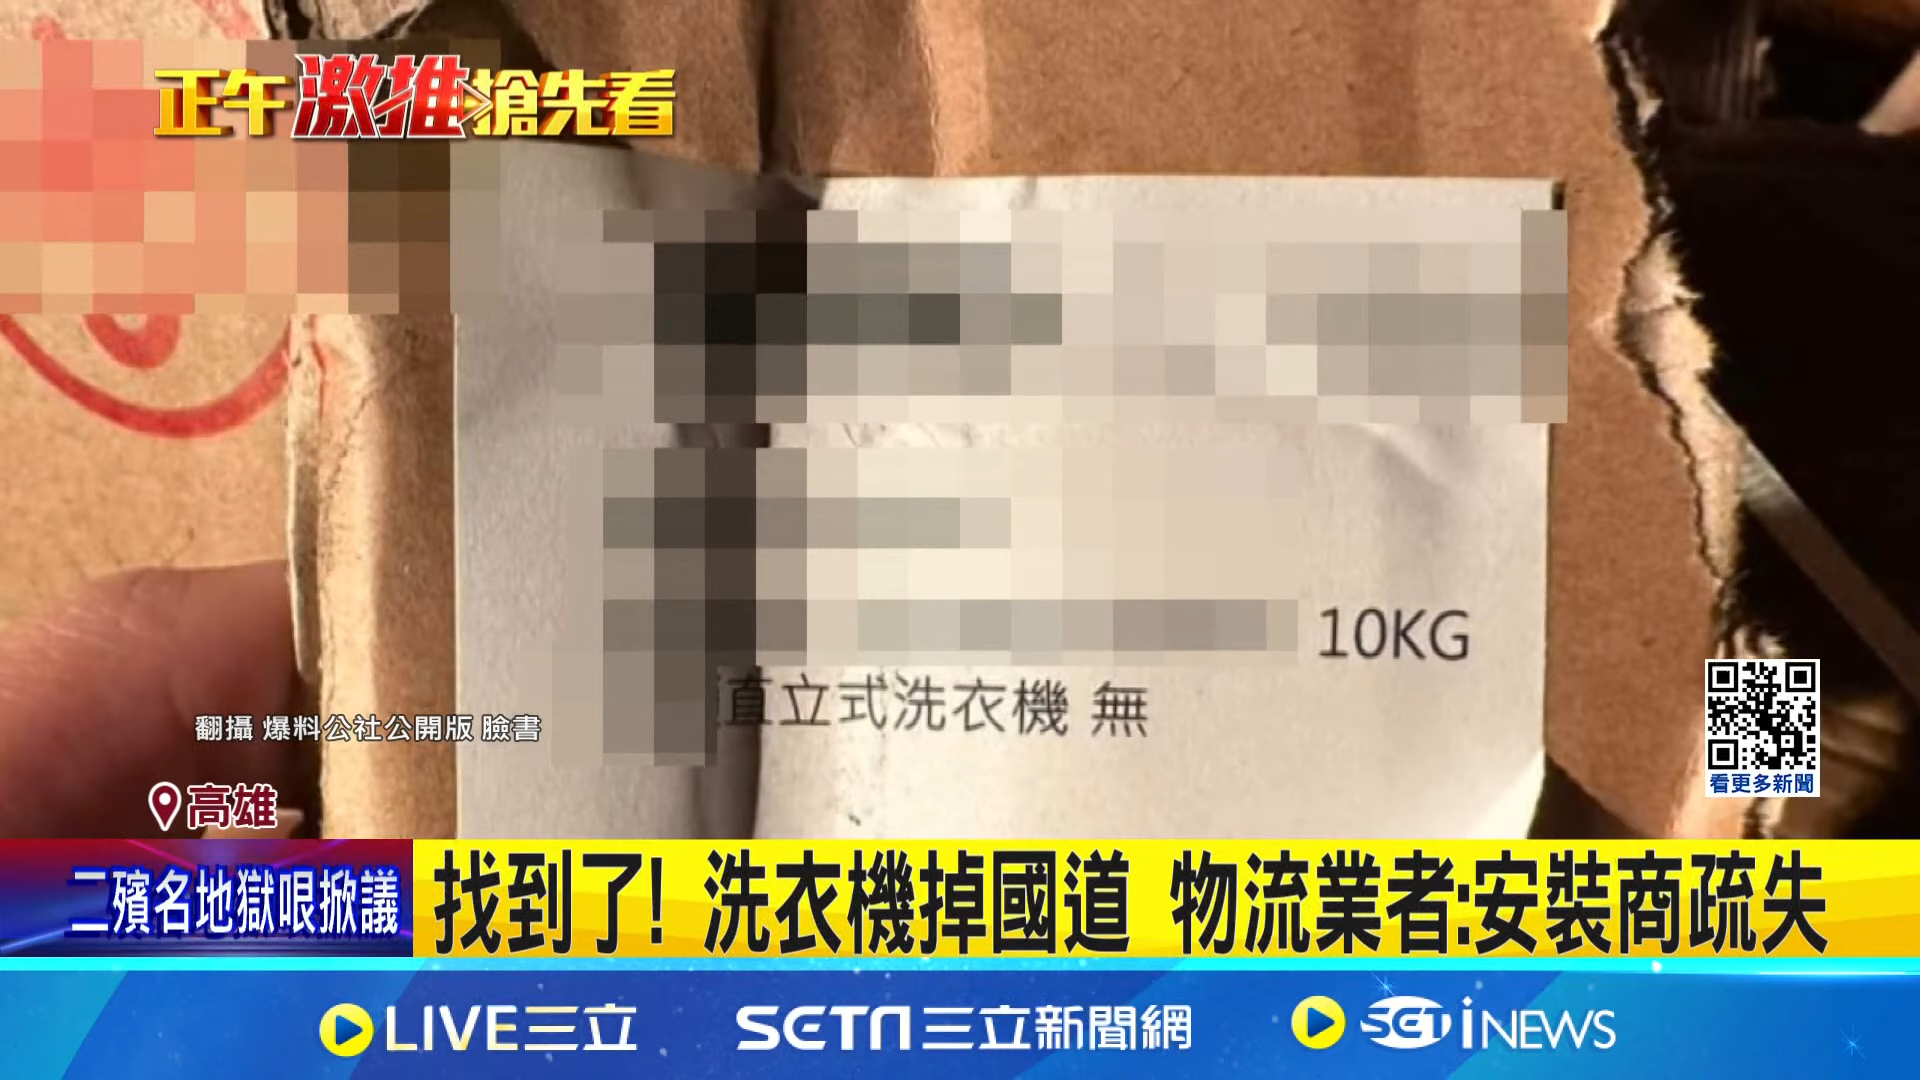 正午激推搶先看
10KG
直立式洗衣機 無
翻攝 爆料公社公開版 臉書
高雄
看更多新聞
二殯名地獄哏掀議
找到了! 洗衣機掉國道 物流業者:安裝商疏失
LIVE三立
SETN三立新聞網
SET iNEWS